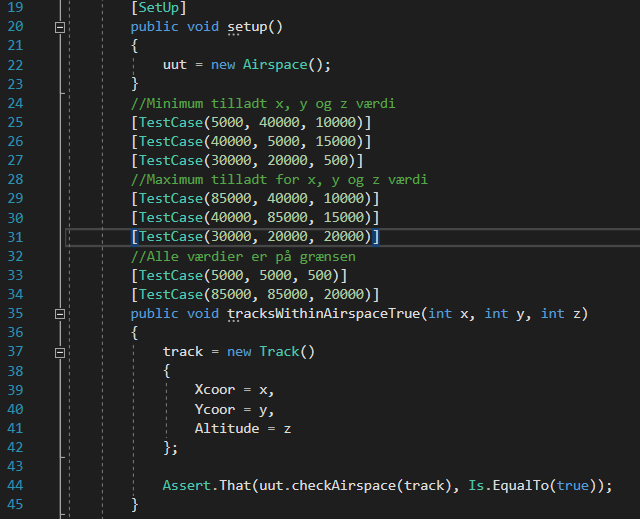 19 [SetUp]
20 public void setup()
21 {
22 uut = new Airspace();
23 }
24 //Minimum tilladt x, y og z værdi
25 [TestCase(5000, 40000, 10000)]
26 [TestCase(40000, 5000, 15000)]
27 [TestCase(30000, 20000, 500)]
28 //Maximum tilladt for x, y og z værdi
29 [TestCase(85000, 40000, 10000)]
30 [TestCase(40000, 85000, 15000)]
31 [TestCase(30000, 20000, 20000)]
32 //Alle værdier er på grænsen
33 [TestCase(5000, 5000, 500)]
34 [TestCase(85000, 85000, 20000)]
35 public void tracksWithinAirspaceTrue(int x, int y, int z)
36 {
37 track = new Track()
38 {
39 Xcoor = x,
40 Ycoor = y,
41 Altitude = z
42 };
43
44 Assert.That(uut.checkAirspace(track), Is.EqualTo(true));
45 }